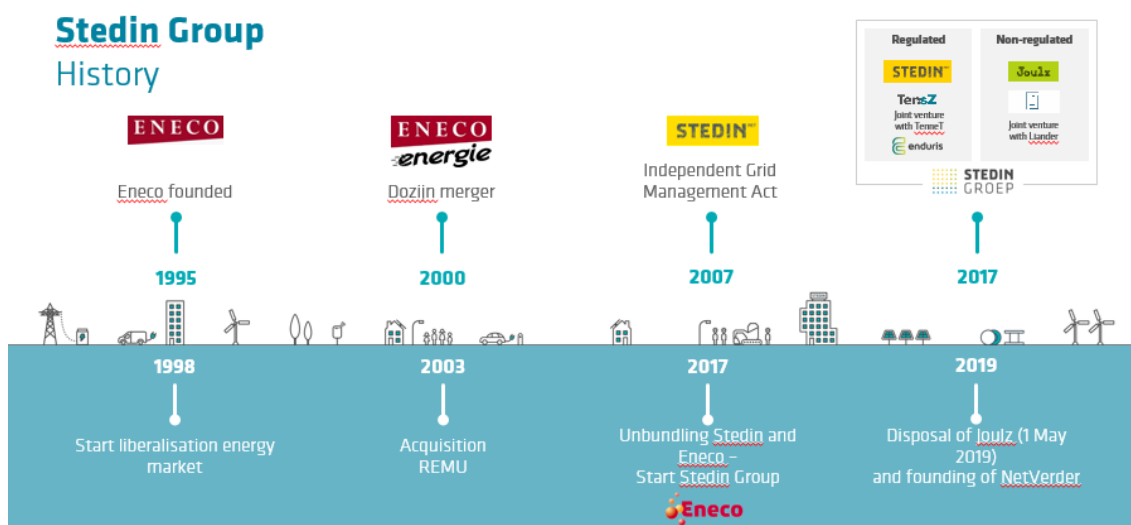 Stedin Group
History
ENECO
Eneco founded
1995
ENECO
energie
Dozijn merger
2000
STEDIN.NET
Independent Grid
Management Act
2007
Regulated
STEDIN.NET
TensZ
Joint venture
with TenneT
enduris
Non-regulated
Joulz
Joint venture
with Liander
STEDIN
GROEP
2017
1998
Start liberalisation energy
market
2003
Acquisition
REMU
2017
Unbundling Stedin and
Eneco –
Start Stedin Group
Eneco
2019
Disposal of Joulz (1 May
2019)
and founding of NetVerder